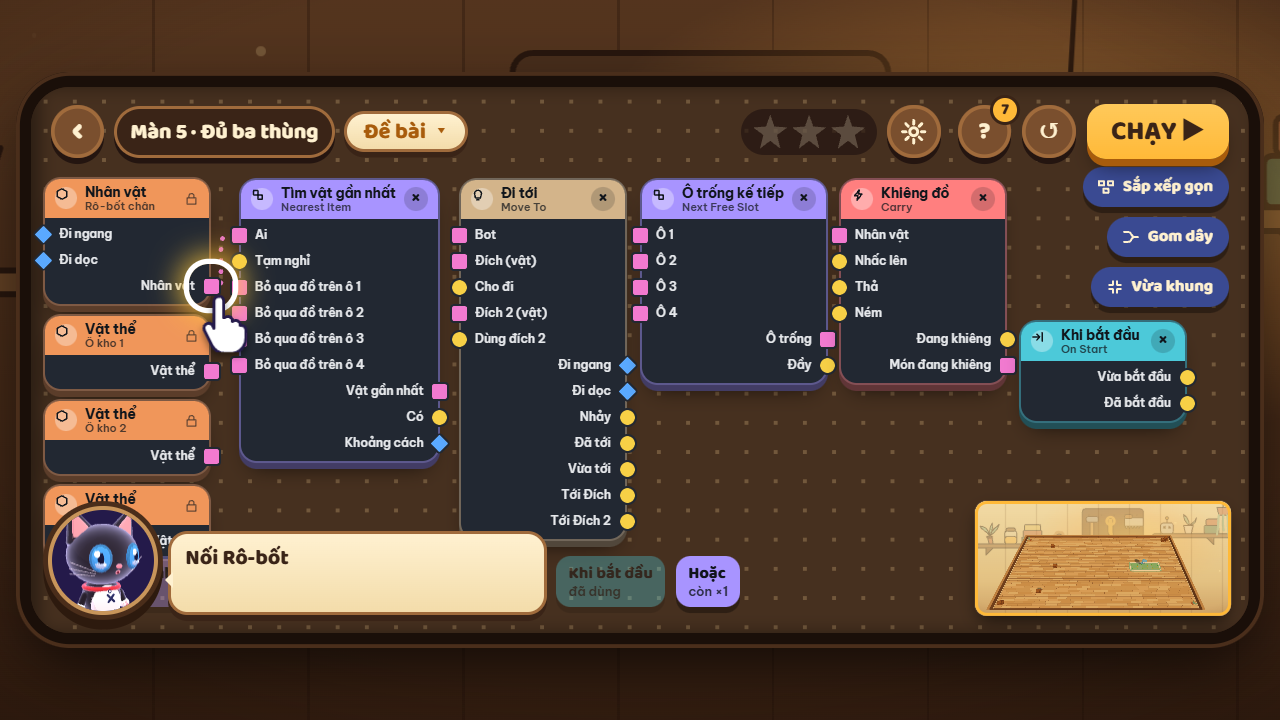 Màn 5 · Đủ ba thùng
Đề bài
?
7
CHẠY
Nhân vật
Rô-bốt chân
Đi ngang
Đi dọc
Nhân vật
Vật thể
Ô kho 1
Vật thể
Vật thể
Ô kho 2
Vật thể
Vật thể
Tìm vật gần nhất
Nearest Item
Ai
Tạm nghỉ
Bỏ qua đồ trên ô 1
Bỏ qua đồ trên ô 2
Bỏ qua đồ trên ô 3
Bỏ qua đồ trên ô 4
Vật gần nhất
Có
Khoảng cách
Đi tới
Move To
Bot
Đích (vật)
Cho đi
Đích 2 (vật)
Dùng đích 2
Đi ngang
Đi dọc
Nhảy
Đã tới
Vừa tới
Tới Đích
Tới Đích 2
Ô trống kế tiếp
Next Free Slot
Ô 1
Ô 2
Ô 3
Ô 4
Ô trống
Đầy
Khiêng đồ
Carry
Nhân vật
Nhấc lên
Thả
Ném
Đang khiêng
Món đang khiêng
Sắp xếp gọn
Gom dây
Vừa khung
Khi bắt đầu
On Start
Vừa bắt đầu
Đã bắt đầu
Nối Rô-bốt
Khi bắt đầu
đã dùng
Hoặc
còn ×1